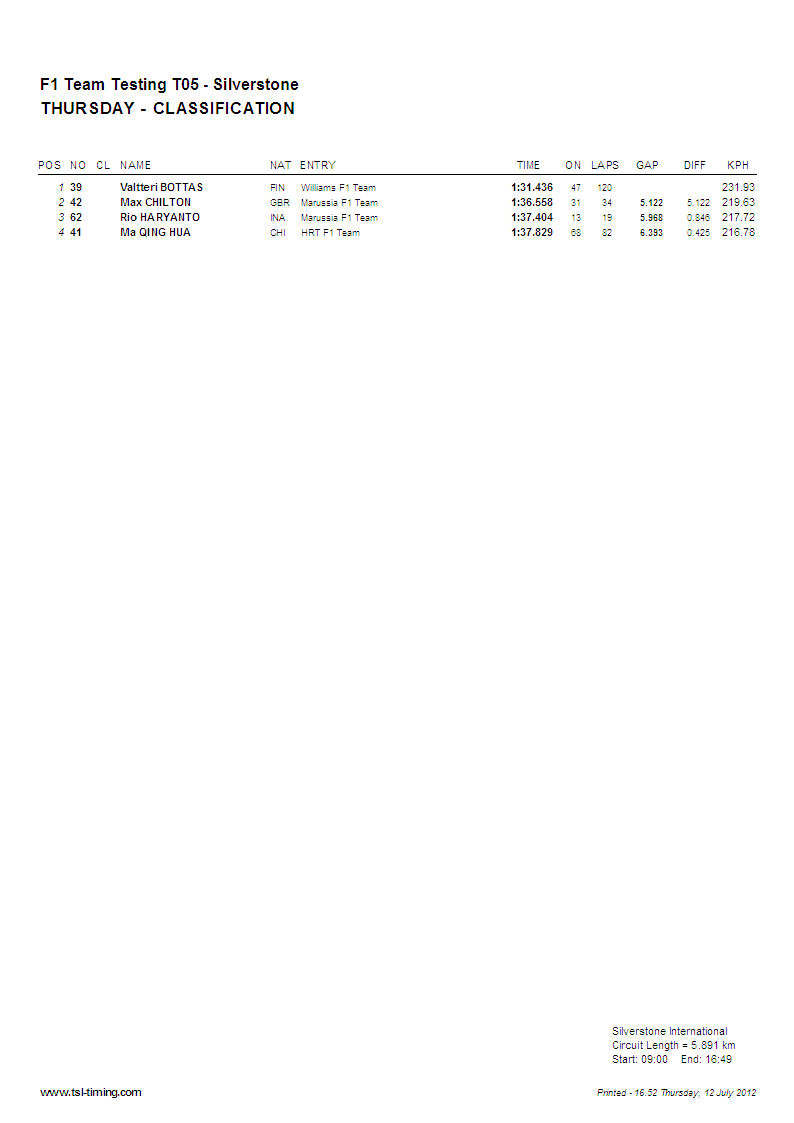 F1 Team Testing T05 - Silverstone
THURSDAY - CLASSIFICATION
POS NO CL NAME NAT ENTRY TIME ON LAPS GAP DIFF KPH
1 39 Valtteri BOTTAS FIN Williams F1 Team 1:31.436 47 120 231.93
2 42 Max CHILTON GBR Marussia F1 Team 1:36.558 31 34 5.122 5.122 219.63
3 62 Rio HARYANTO INA Marussia F1 Team 1:37.404 13 19 5.968 0.846 217.72
4 41 Ma QING HUA CHI HRT F1 Team 1:37.829 68 82 6.393 0.425 216.78
Silverstone International
Circuit Length = 5.891 km
Start: 09:00 End: 16:49
www.tsl-timing.com Printed - 16:52 Thursday, 12 July 2012